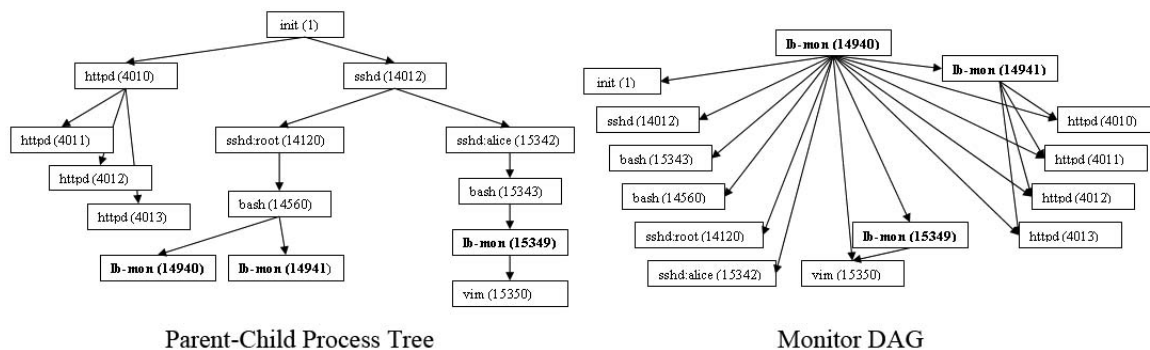 init (1)
httpd (4010)
sshd (14012)
httpd (4011)
sshd:root (14120)
sshd:alice (15342)
httpd (4012)
bash (15343)
httpd (4013)
bash (14560)
lb-mon (15349)
lb-mon (14940)
lb-mon (14941)
vim (15350)
Parent-Child Process Tree
lb-mon (14940)
lb-mon (14941)
init (1)
sshd (14012)
httpd (4010)
bash (15343)
httpd (4011)
bash (14560)
httpd (4012)
sshd:root (14120)
lb-mon (15349)
httpd (4013)
sshd:alice (15342)
vim (15350)
Monitor DAG